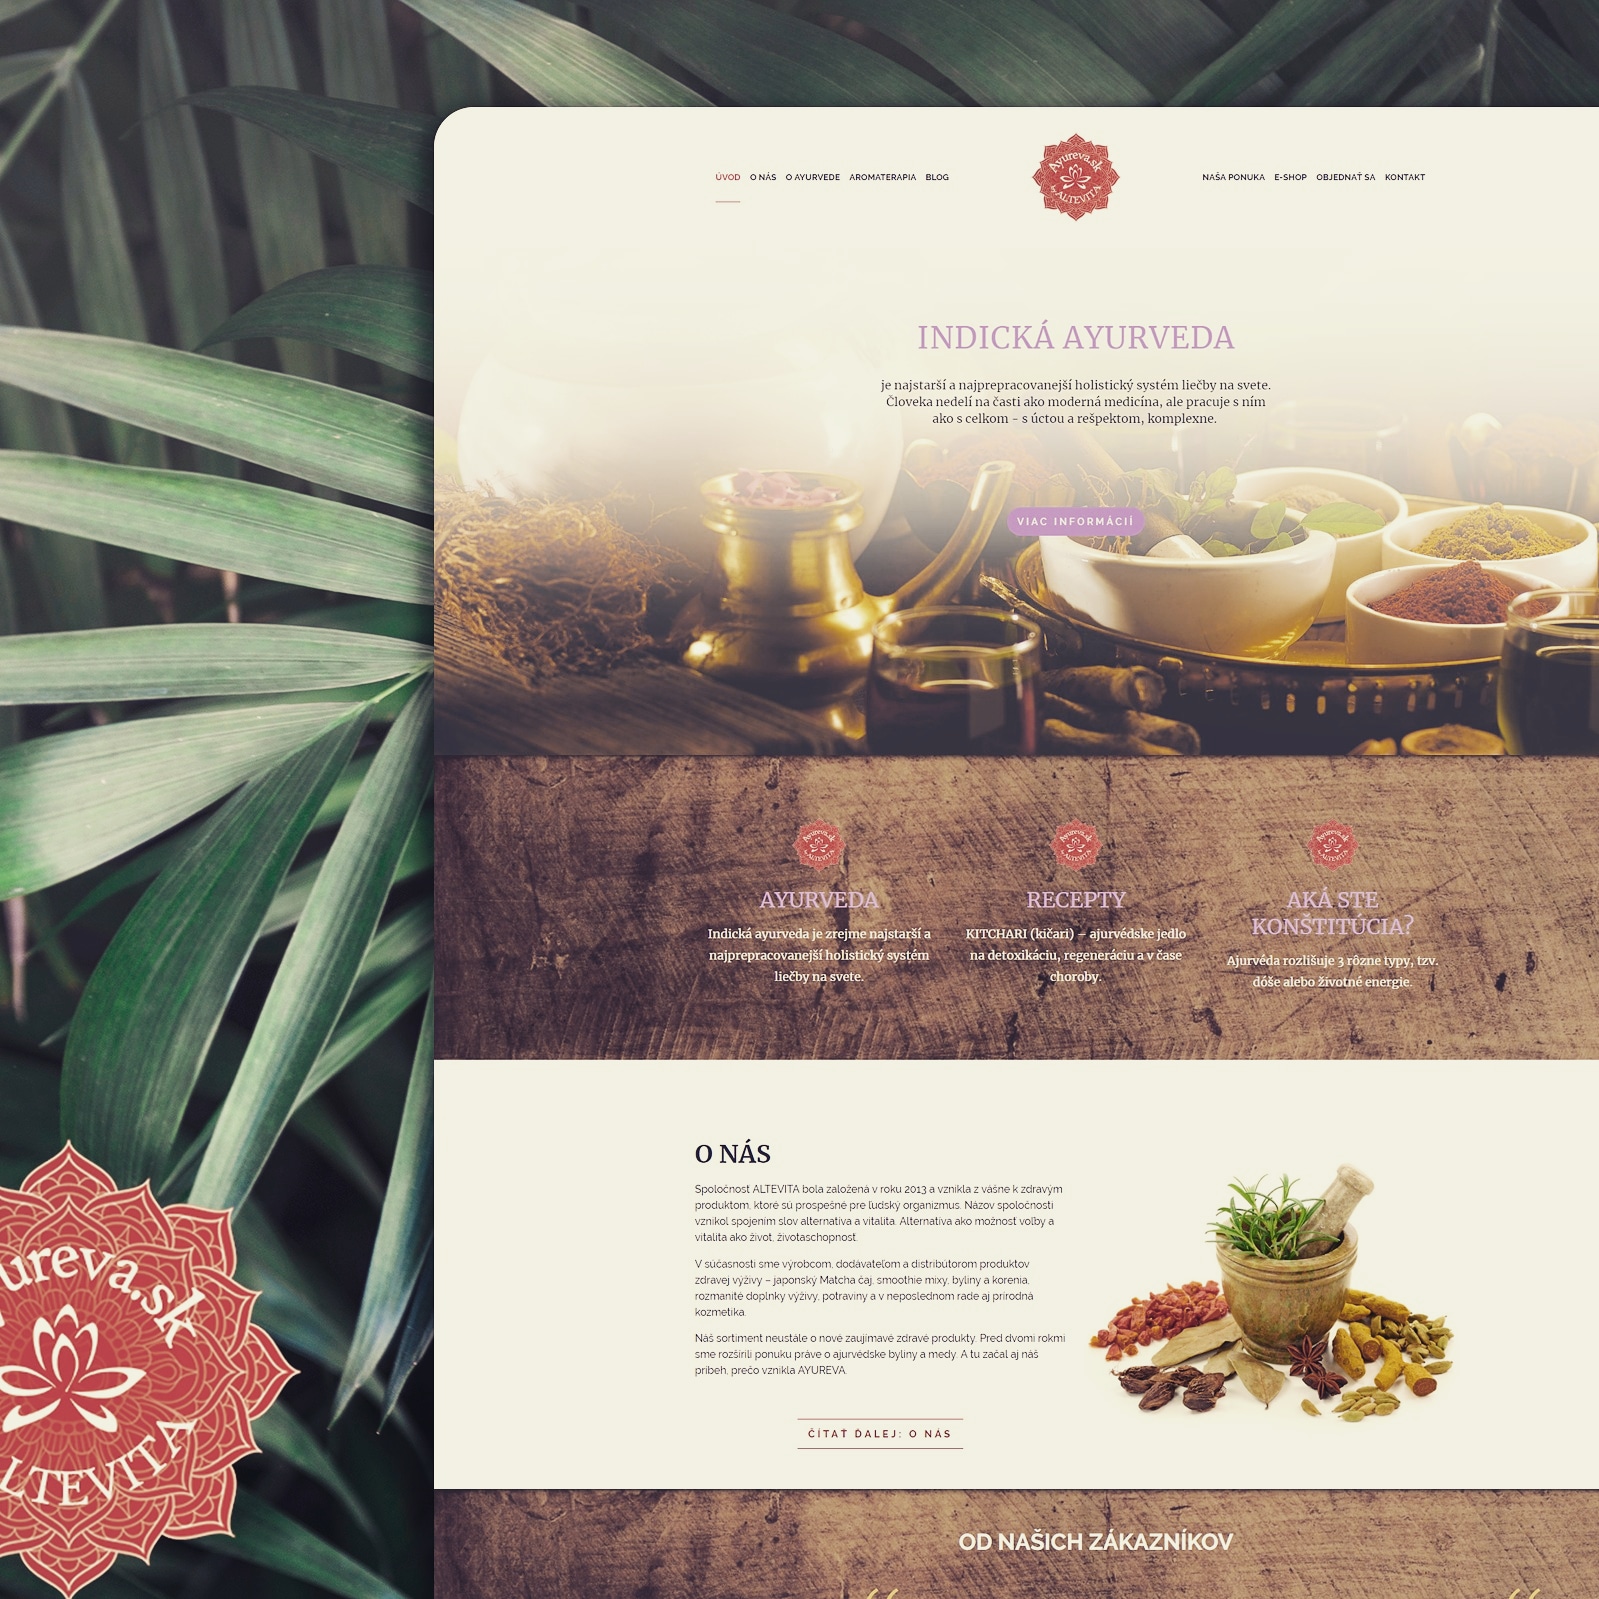 ÚVOD O NÁS O AYURVEDE AROMATERAPIA BLOG
Ayureva.sk
ALTEVITA
NAŠA PONUKA E-SHOP OBJEDNAŤ SA KONTAKT
INDICKÁ AYURVEDA
je najstarší a najprepracovanejší holistický systém liečby na svete.
Človeka nedelí na časti ako moderná medicína, ale pracuje s ním
ako s celkom - s úctou a rešpektom, komplexne.
VIAC INFORMÁCIÍ
Ayureva.sk
ALTEVITA
AYURVEDA
Indická ayurveda je zrejme najstarší a
najprepracovanejší holistický systém
liečby na svete.
Ayureva.sk
ALTEVITA
RECEPTY
KITCHARI (kičari) – ajurvédske jedlo
na detoxikáciu, regeneráciu a v čase
choroby.
Ayureva.sk
ALTEVITA
AKÁ STE
KONŠTITÚCIA?
Ajurvéda rozlišuje 3 rôzne typy, tzv.
dóše alebo životné energie.
O NÁS
Spoločnosť ALTEVITA bola založená v roku 2013 a vznikla z vášne k zdravým
produktom, ktoré sú prospešné pre ľudský organizmus. Názov spoločnosti
vznikol spojením slov alternatíva a vitalita. Alternatíva ako možnosť voľby a
vitalita ako život, životaschopnosť.
V súčasnosti sme výrobcom, dodávateľom a distribútorom produktov
zdravej výživy – japonský Matcha čaj, smoothie mixy, byliny a korenia,
rozmanité doplnky výživy, potraviny a v neposlednom rade aj prírodná
kozmetika.
Náš sortiment neustále o nové zaujímavé zdravé produkty. Pred dvomi rokmi
sme rozšírili ponuku práve o ajurvédske byliny a medy. A tu začal aj náš
príbeh, prečo vznikla AYUREVA.
ČÍTAŤ ĎALEJ: O NÁS
yureva.sk
ALTEVITA
OD NAŠICH ZÁKAZNÍKOV